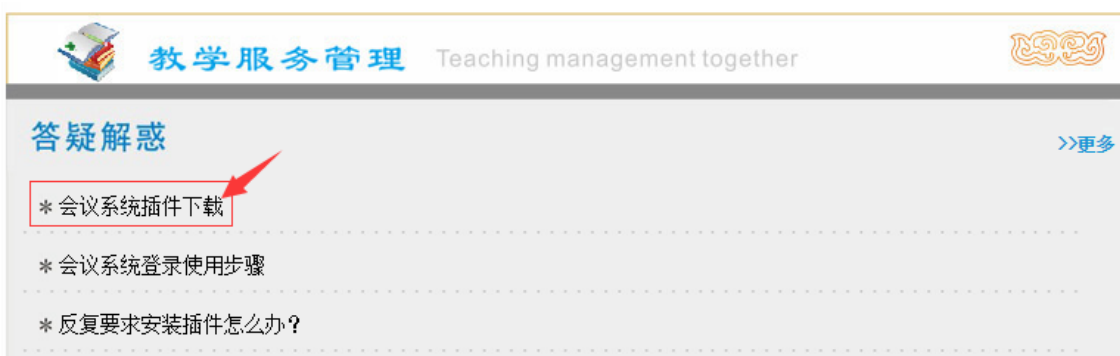 教学服务管理 Teaching management together
答疑解惑 >>更多
* 会议系统插件下载
* 会议系统登录使用步骤
* 反复要求安装插件怎么办？